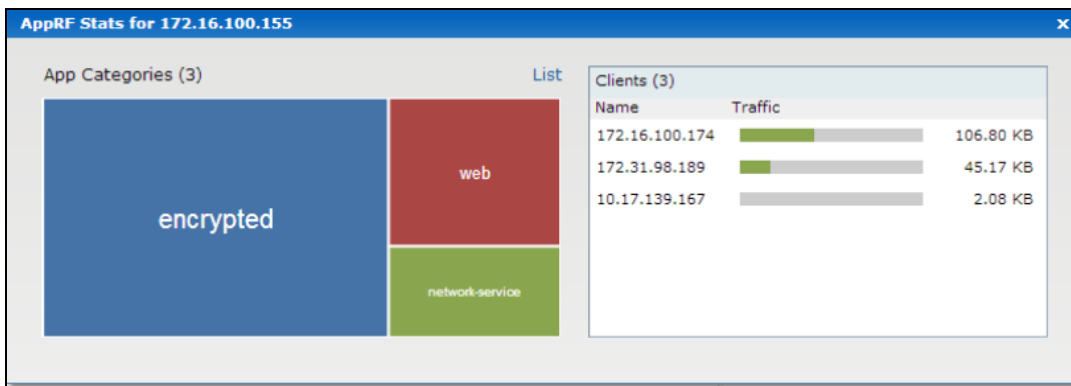 AppRF Stats for 172.16.100.155 x
App Categories (3) List
encrypted
web
network-service
Clients (3)
Name Traffic
172.16.100.174 106.80 KB
172.31.98.189 45.17 KB
10.17.139.167 2.08 KB